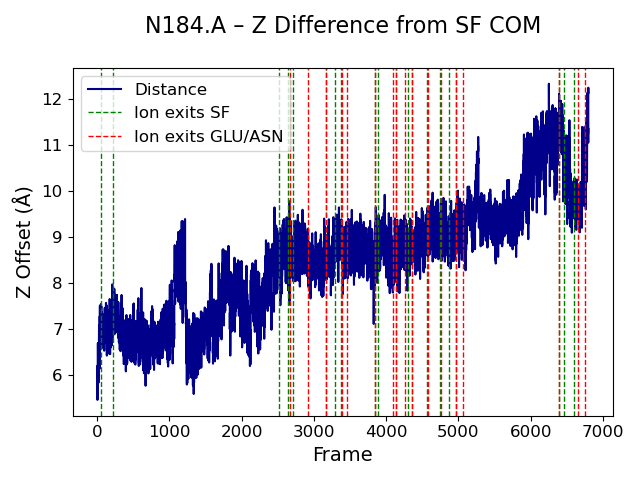 N184.A – Z Difference from SF COM
Distance
Ion exits SF
Ion exits GLU/ASN
Z Offset (Å)
12
11
10
9
8
7
6
0
1000
2000
3000
4000
5000
6000
7000
Frame